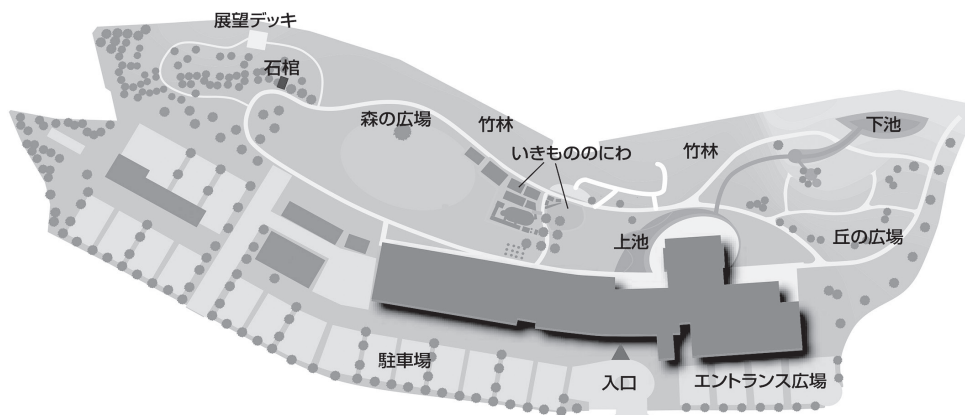 展望デッキ
石棺
森の広場
竹林
いきもののにわ
竹林
下池
上池
丘の広場
駐車場
入口
エントランス広場